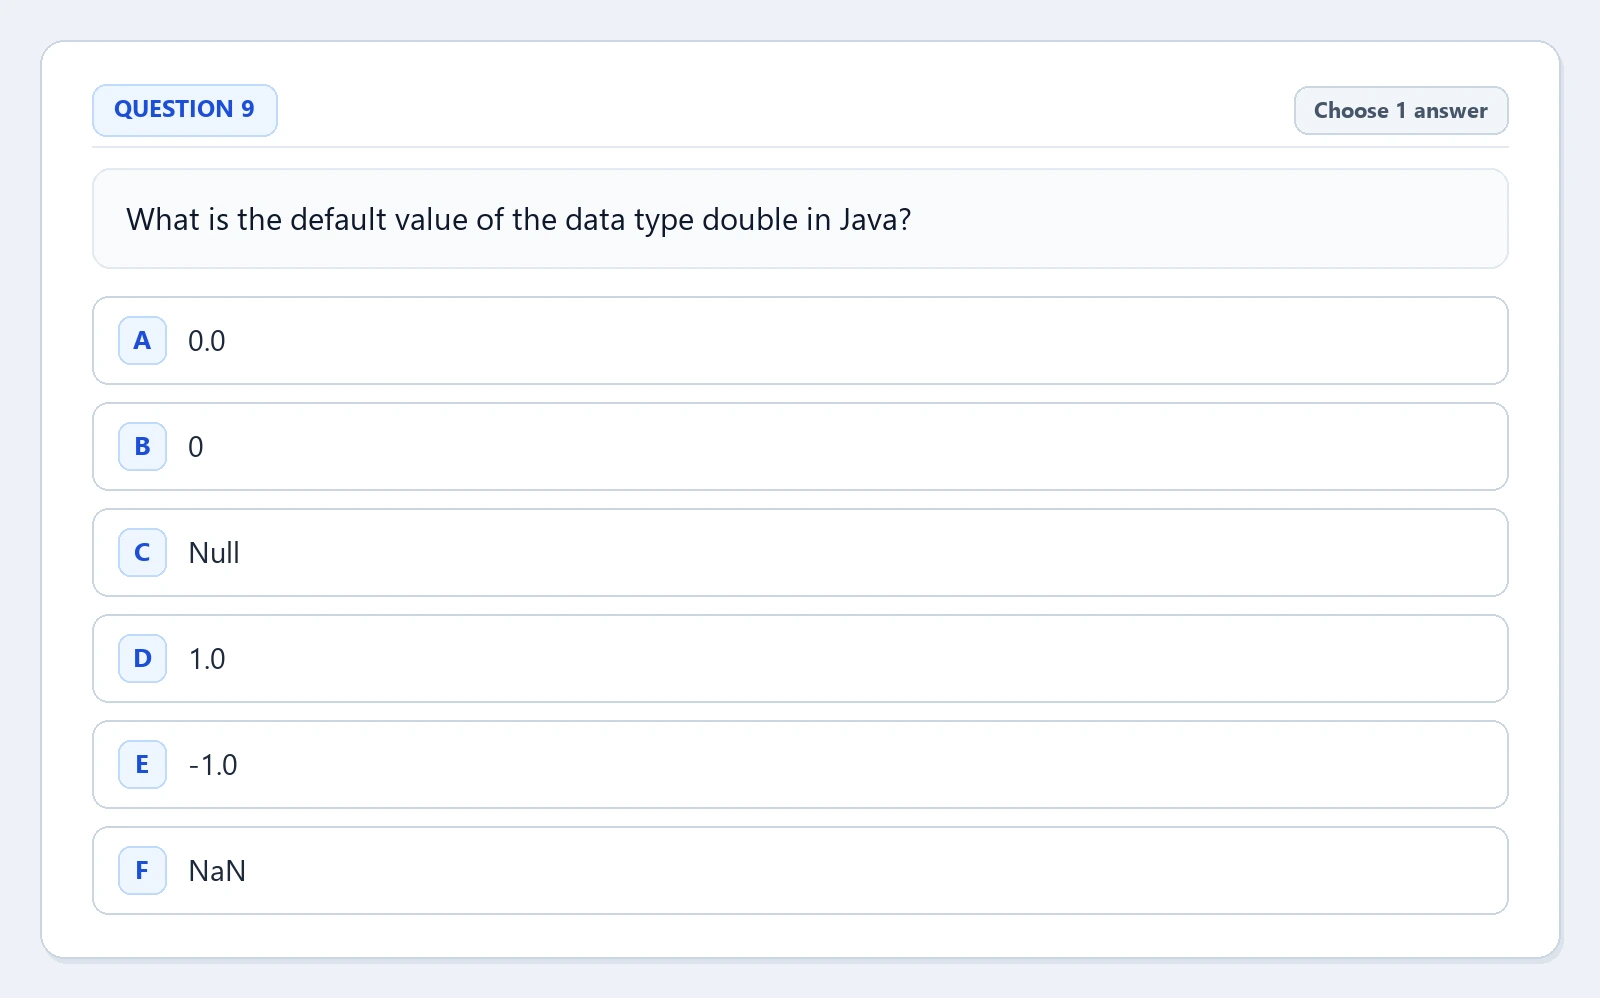 QUESTION 9
Choose 1 answer
What is the default value of the data type double in Java?
A 0.0
B 0
C Null
D 1.0
E -1.0
F NaN